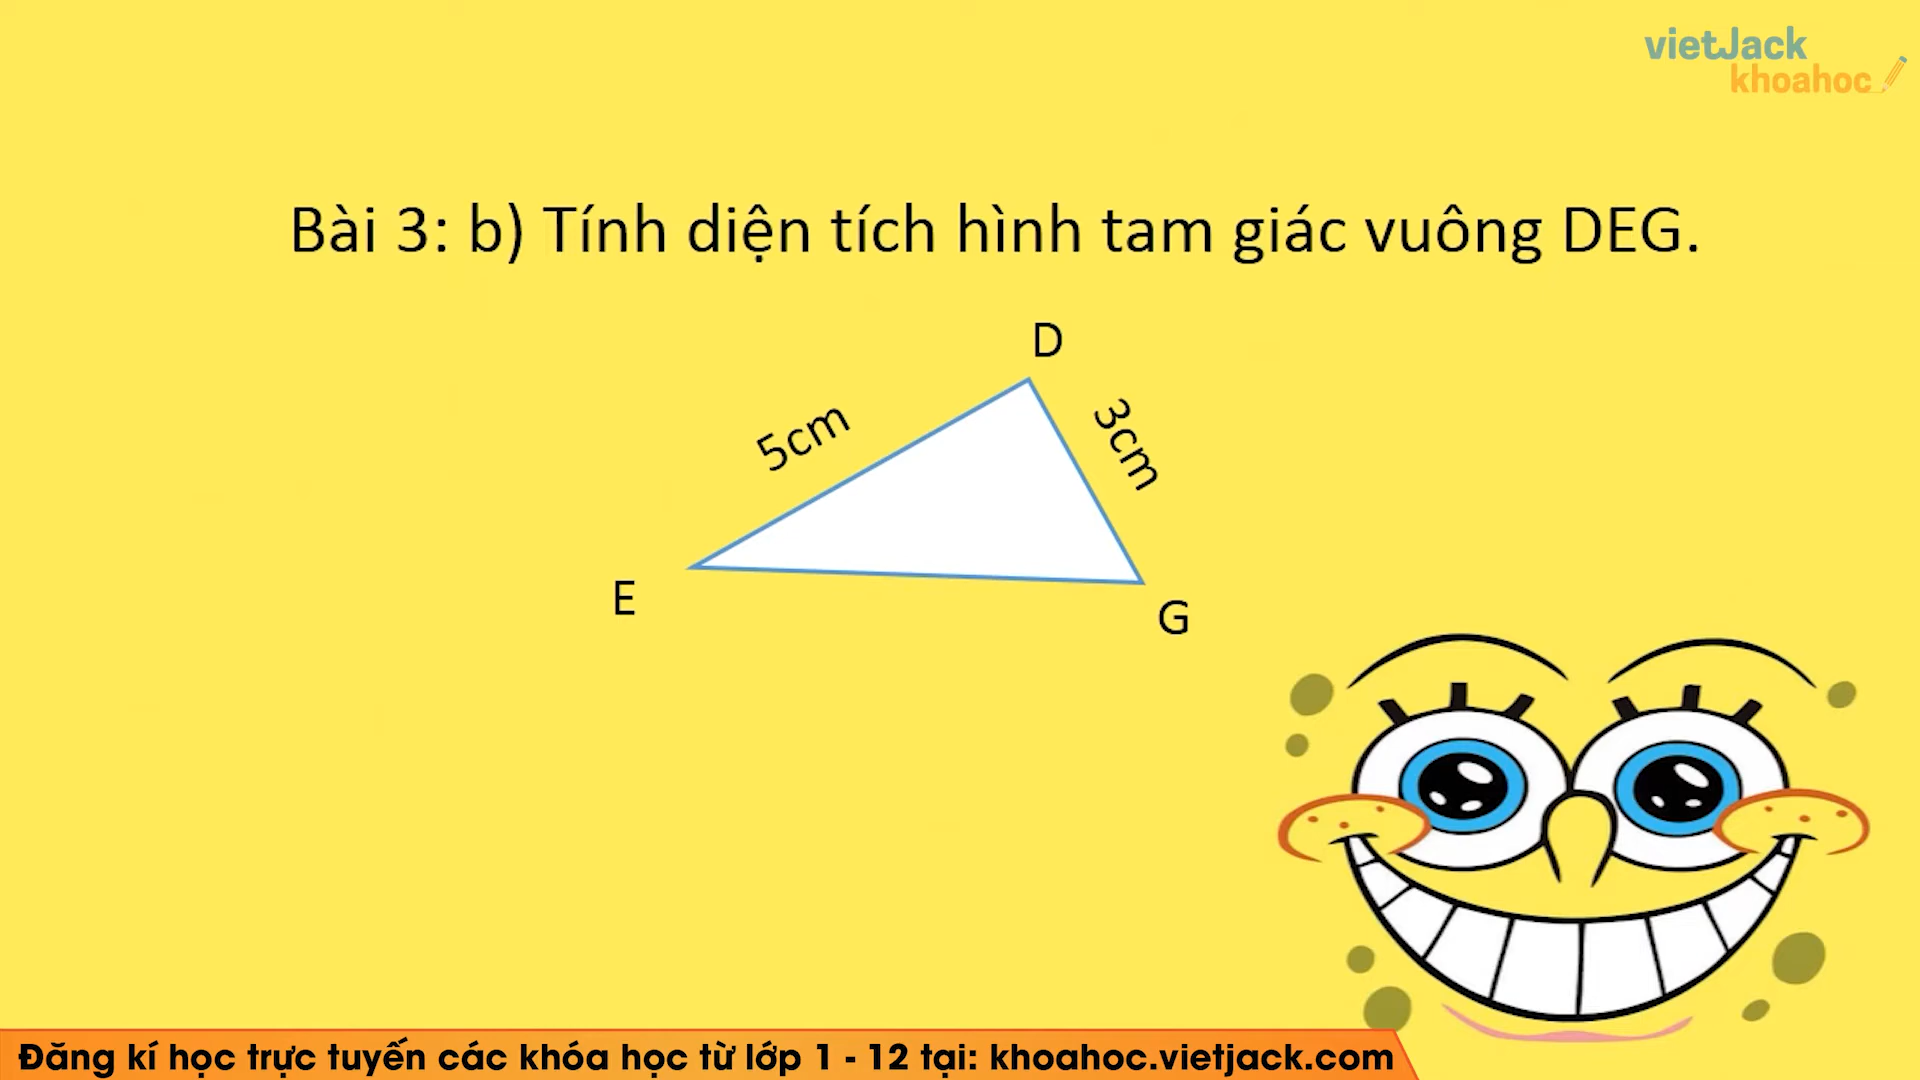 vietJack
khoahoc
Bài 3: b) Tính diện tích hình tam giác vuông DEG.
D
5cm
3cm
E
G
Đăng kí học trực tuyến các khóa học từ lớp 1 - 12 tại: khoahoc.vietjack.com